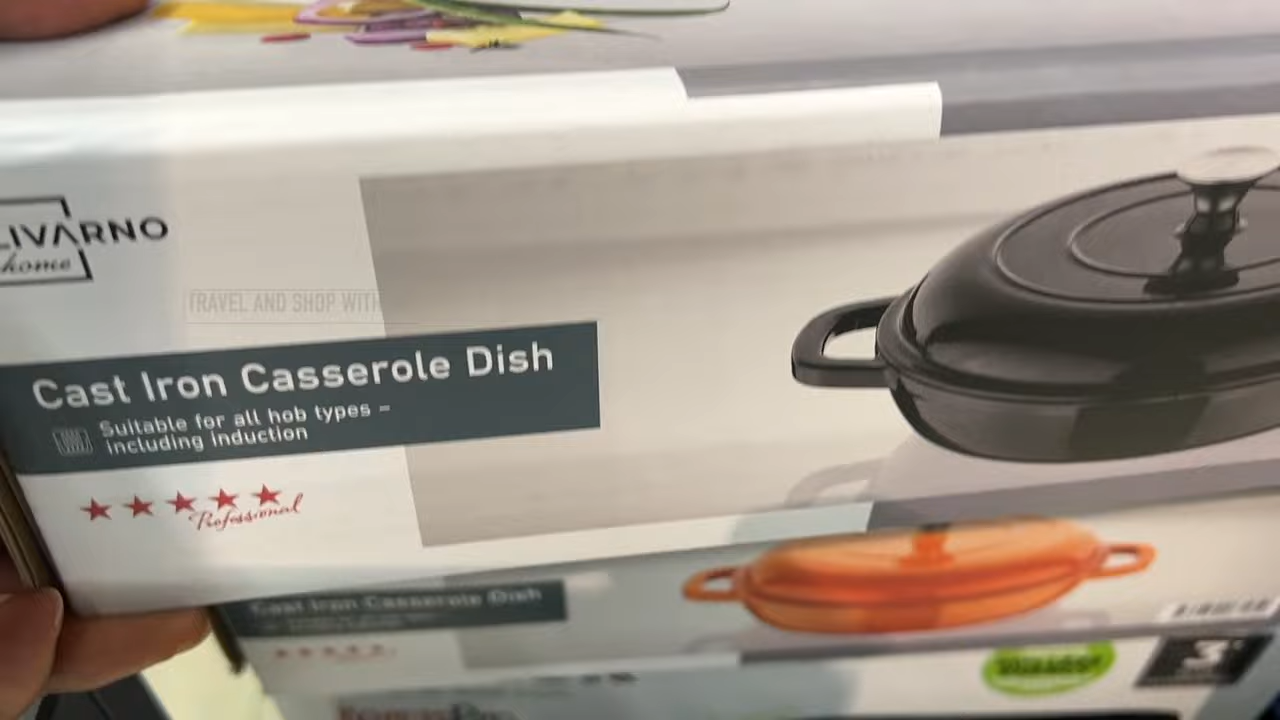 LIVARNO
home
TRAVEL AND SHOP WITH
Cast Iron Casserole Dish
Suitable for all hob types –
including induction
Professional
Cast Iron Casserole Dish
3